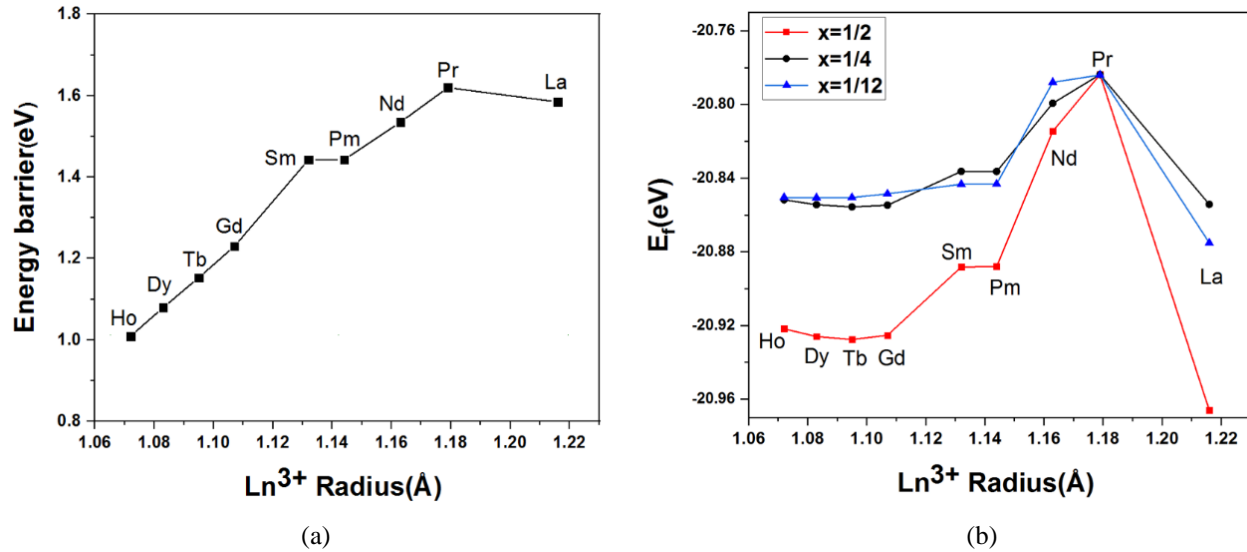 1.8
1.6
1.4
1.2
1.0
0.8
Energy barrier(eV)
Ho
Dy
Tb
Gd
Sm
Pm
Nd
Pr
La
1.06 1.08 1.10 1.12 1.14 1.16 1.18 1.20 1.22
Ln³⁺ Radius(Å)
(a)
x=1/2
x=1/4
x=1/12
-20.76
-20.80
-20.84
-20.88
-20.92
-20.96
E_f(eV)
Ho
Dy
Tb
Gd
Sm
Pm
Nd
Pr
La
1.06 1.08 1.10 1.12 1.14 1.16 1.18 1.20 1.22
Ln³⁺ Radius(Å)
(b)